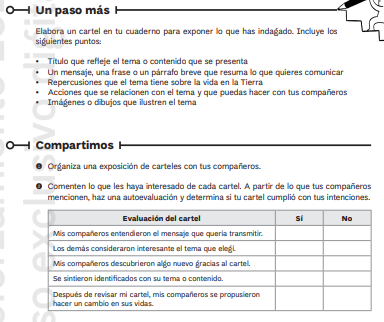 Un paso más
Elabora un cartel en tu cuaderno para exponer lo que has indagado. Incluye los
siguientes puntos:
• Título que refleje el tema o contenido que se presenta
• Un mensaje, una frase o un párrafo breve que resuma lo que quieres comunicar
• Repercusiones que el tema tiene sobre la vida en la Tierra
• Acciones que se relacionen con el tema y que puedas hacer con tus compañeros
• Imágenes o dibujos que ilustren el tema
Compartimos
Organiza una exposición de carteles con tus compañeros.
Comenten lo que les haya interesado de cada cartel. A partir de lo que tus compañeros
mencionen, haz una autoevaluación y determina si tu cartel cumplió con tus intenciones.
Evaluación del cartel Sí No
Mis compañeros entendieron el mensaje que quería transmitir.
Los demás consideraron interesante el tema que elegí.
Mis compañeros descubrieron algo nuevo gracias al cartel.
Se sintieron identificados con su tema o contenido.
Después de revisar mi cartel, mis compañeros se propusieron
hacer un cambio en sus vidas.